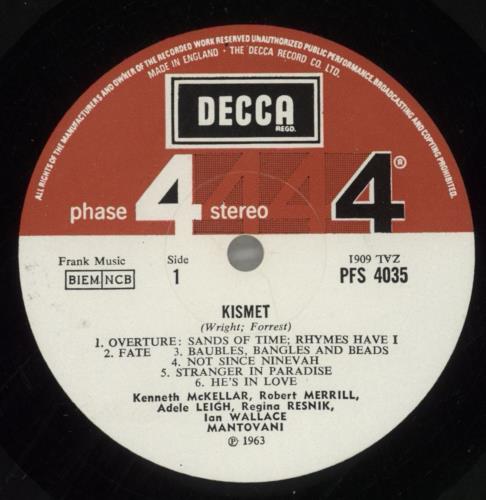 ALL RIGHTS OF THE MANUFACTURERS AND OWNER OF THE RECORDED WORK RESERVED UNAUTHORIZED PUBLIC PERFORMANCE, BROADCASTING AND COPYING PROHIBITED.
MADE IN ENGLAND • THE DECCA RECORD CO. LTD.
DECCA
REGD.
phase 4 stereo 4 4 4 ®
Frank Music
BIEM NCB
Side
1
ZAL 6061
PFS 4035
KISMET
(Wright; Forrest)
1. OVERTURE: SANDS OF TIME; RHYMES HAVE I
2. FATE 3. BAUBLES, BANGLES AND BEADS
4. NOT SINCE NINEVAH
5. STRANGER IN PARADISE
6. HE'S IN LOVE
Kenneth McKELLAR, Robert MERRILL,
Adele LEIGH, Regina RESNIK,
Ian WALLACE
MANTOVANI
℗ 1963